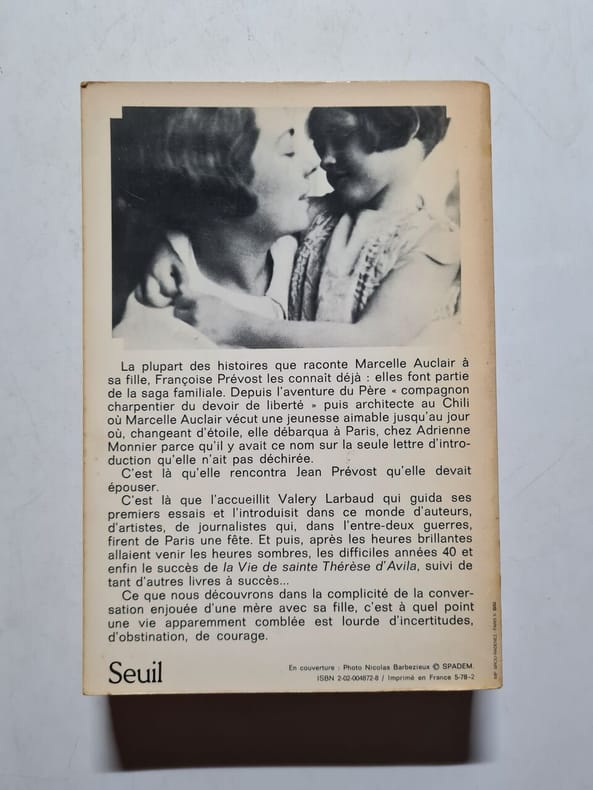 La plupart des histoires que raconte Marcelle Auclair à
sa fille, Françoise Prévost les connaît déjà : elles font partie
de la saga familiale. Depuis l'aventure du Père « compagnon
charpentier du devoir de liberté » puis architecte au Chili
où Marcelle Auclair vécut une jeunesse aimable jusqu'au jour
où, changeant d'étoile, elle débarqua à Paris, chez Adrienne
Monnier parce qu'il y avait ce nom sur la seule lettre d'intro-
duction qu'elle n'ait pas déchirée.
C'est là qu'elle rencontra Jean Prévost qu'elle devait
épouser.
C'est là que l'accueillit Valery Larbaud qui guida ses
premiers essais et l'introduisit dans ce monde d'auteurs,
d'artistes, de journalistes qui, dans l'entre-deux guerres,
firent de Paris une fête. Et puis, après les heures brillantes
allaient venir les heures sombres, les difficiles années 40 et
enfin le succès de la Vie de sainte Thérèse d'Avila, suivi de
tant d'autres livres à succès...
Ce que nous découvrons dans la complicité de la conver-
sation enjouée d'une mère avec sa fille, c'est à quel point
une vie apparemment comblée est lourde d'incertitudes,
d'obstination, de courage.
Seuil
En couverture : Photo Nicolas Barbezieux © SPADEM.
ISBN 2-02-004872-8 / Imprimé en France 5-78-2